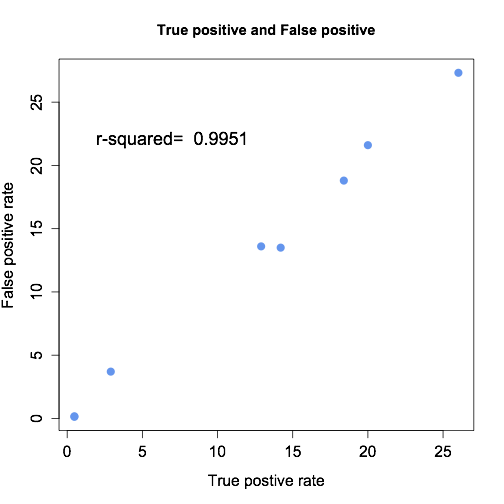 True positive and False positive
r-squared=  0.9951
False positive rate
25
20
15
10
5
0
0 5 10 15 20 25
True postive rate